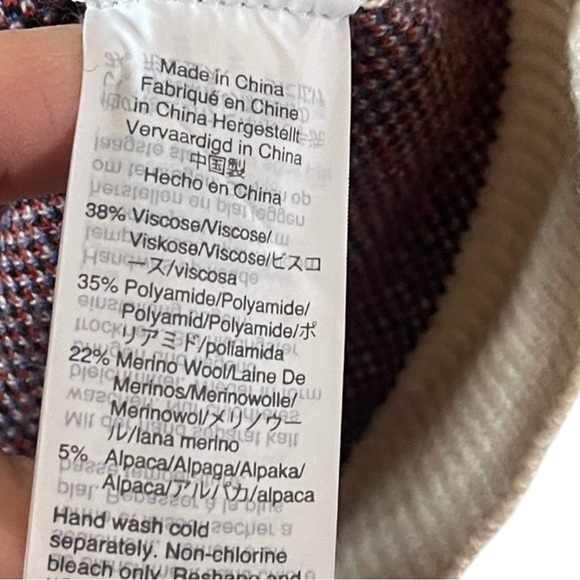 Made in China
Fabriqué en Chine
in China Hergestellt
Vervaardigd in China
中国製
Hecho en China
38% Viscose/Viscose/
Viskose/Viscose/ビスコ
ース/viscosa
35% Polyamide/Polyamide/
Polyamid/Polyamide/ポ
リアミド/poliamida
22% Merino Wool/Laine De
Merinos/Merinowolle/
Merinowol/メリノウー
ル/lana merino
5% Alpaca/Alpaga/Alpaka/
Alpaca/アルパカ/alpaca
Hand wash cold
separately. Non-chlorine
bleach only. Reshape and